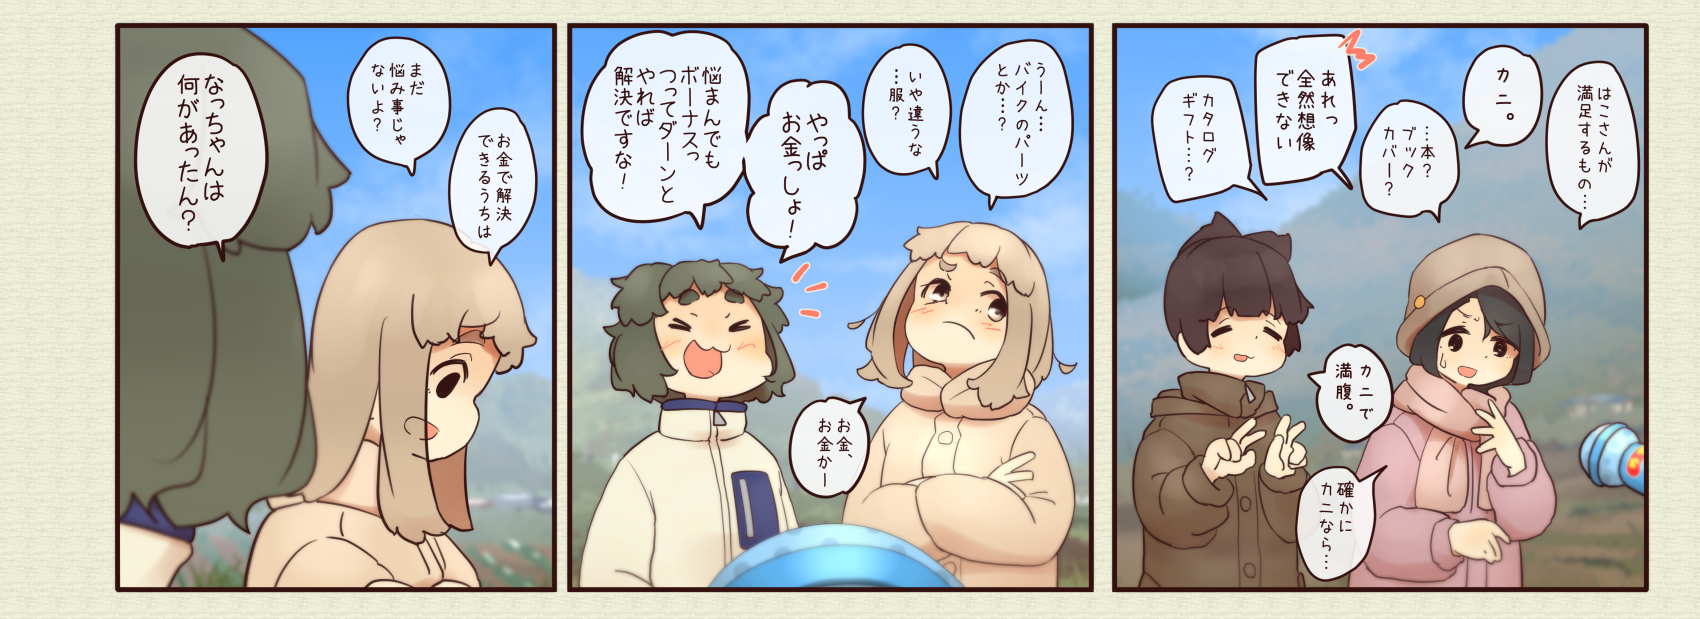 はこさんが
満足するもの…
カニ。
…本？
ブック
カバー？
あれっ
全然想像
できない
カタログ
ギフト…？
カニで
満腹。
確かに
カニなら…
うーん…
バイクのパーツ
とか…？
いや違うな
…服？
やっぱ
お金っしょ！
悩まんでも
ボーナスっ
つってダーンと
やれば
解決ですな！
お金、
お金かー
お金で解決
できるうちは
まだ
悩み事じゃ
ないよ？
なっちゃんは
何があったん？